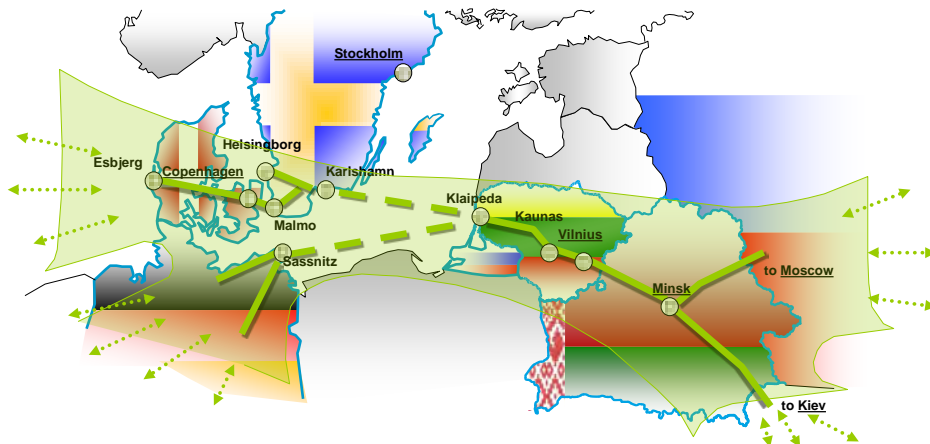 Stockholm
Helsingborg
Esbjerg
Copenhagen
Karlshamn
Klaipeda
Kaunas
Malmo
Vilnius
Sassnitz
to Moscow
Minsk
to Kiev